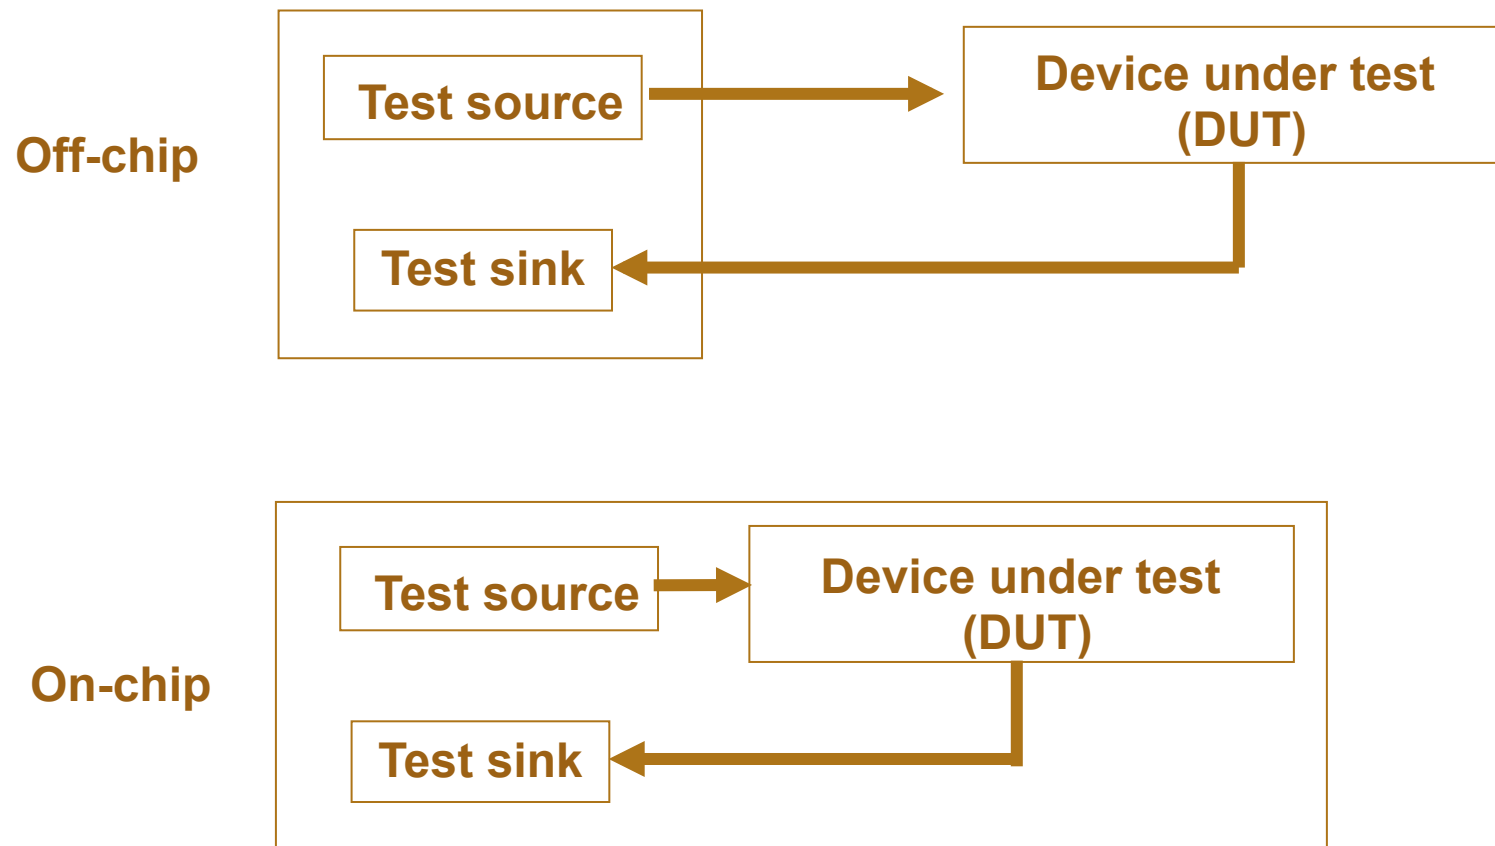 Off-chip
Test source
Device under test
(DUT)
Test sink
On-chip
Test source
Device under test
(DUT)
Test sink